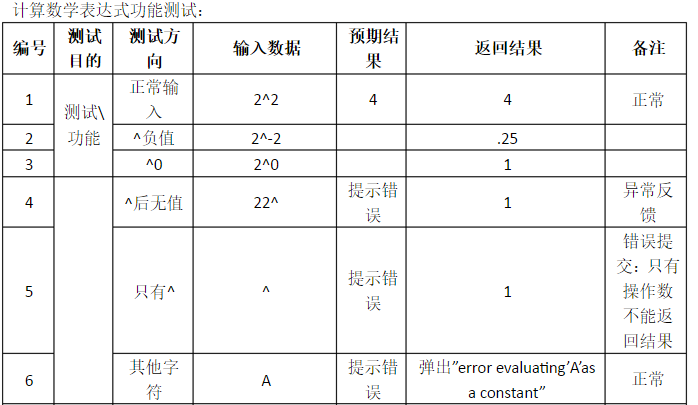 计算数学表达式功能测试：
编号 测试目的 测试方向 输入数据 预期结果 返回结果 备注
1 测试\功能 正常输入 2^2 4 4 正常
2 ^负值 2^-2 .25
3 ^0 2^0 1
4 ^后无值 22^ 提示错误 1 异常反馈
5 只有^ ^ 提示错误 1 错误提交：只有操作数不能返回结果
6 其他字符 A 提示错误 弹出”error evaluating’A’as a constant”
正常